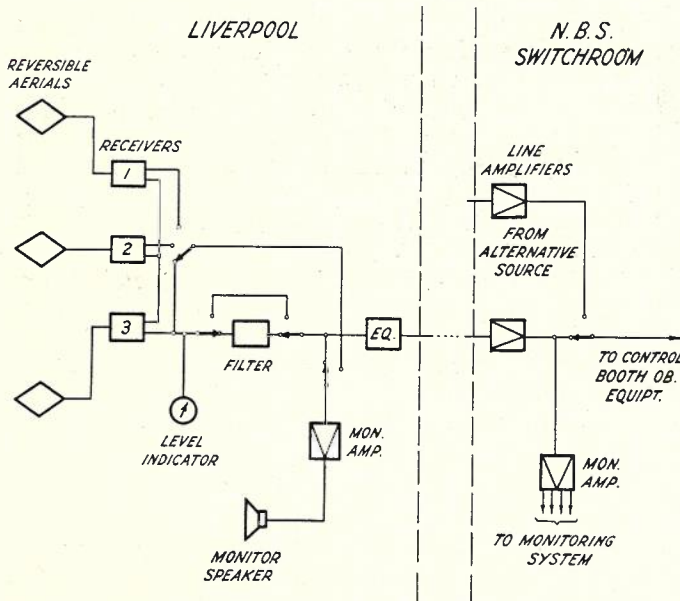 LIVERPOOL
N.B.S.
SWITCHROOM
REVERSIBLE
AERIALS
RECEIVERS
1
2
3
LINE
AMPLIFIERS
FROM
ALTERNATIVE
SOURCE
FILTER
EQ.
TO CONTROL
BOOTH OB.
EQUIPT.
LEVEL
INDICATOR
MON.
AMP.
MON.
AMP.
MONITOR
SPEAKER
TO MONITORING
SYSTEM